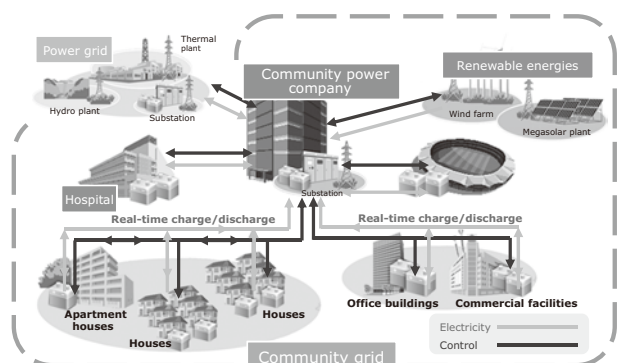 Power grid
Thermal
plant
Hydro plant
Substation
Community power
company
Renewable energies
Wind farm
Megasolar plant
Hospital
Substation
Real-time charge/discharge
Real-time charge/discharge
Apartment
houses
Houses
Houses
Office buildings
Commercial facilities
Electricity
Control
Community grid